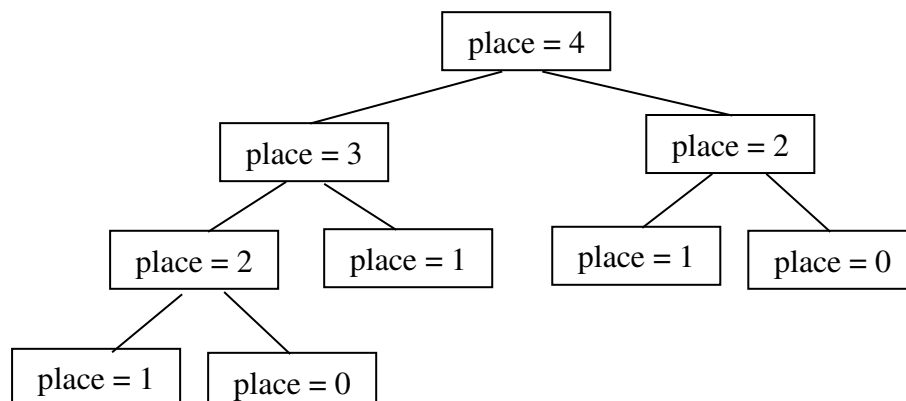 place = 4
place = 3
place = 2
place = 2
place = 1
place = 1
place = 0
place = 1
place = 0